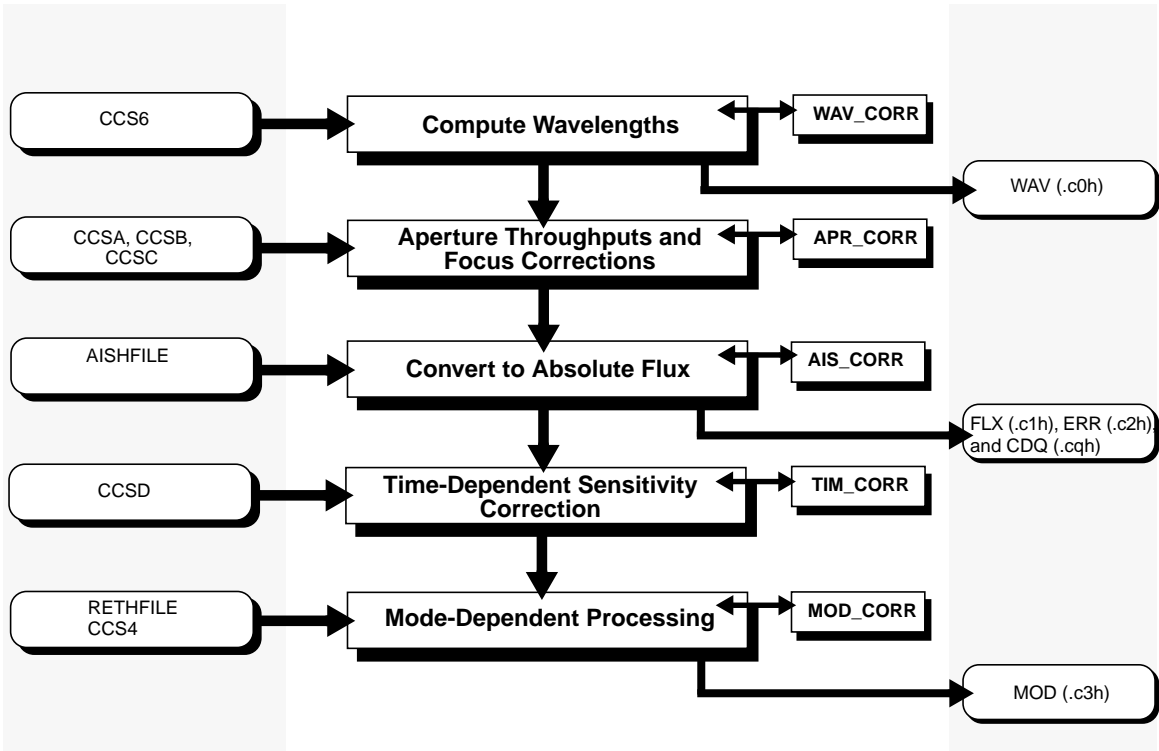 CCS6
Compute Wavelengths
WAV_CORR
WAV (.c0h)
CCSA, CCSB,
CCSC
Aperture Throughputs and
Focus Corrections
APR_CORR
AISHFILE
Convert to Absolute Flux
AIS_CORR
FLX (.c1h), ERR (.c2h),
and CDQ (.cqh)
CCSD
Time-Dependent Sensitivity
Correction
TIM_CORR
RETHFILE
CCS4
Mode-Dependent Processing
MOD_CORR
MOD (.c3h)